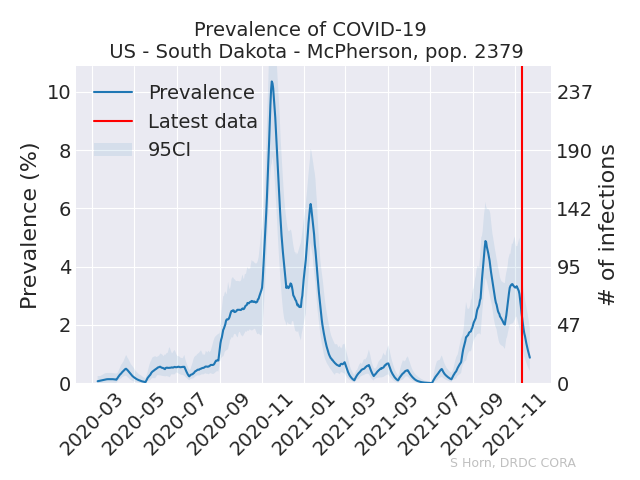 Prevalence of COVID-19
US - South Dakota - McPherson, pop. 2379
Prevalence
Latest data
95CI
10
8
6
4
2
0
Prevalence (%)
237
190
142
95
47
0
# of infections
2020-03
2020-05
2020-07
2020-09
2020-11
2021-01
2021-03
2021-05
2021-07
2021-09
2021-11
S Horn, DRDC CORA